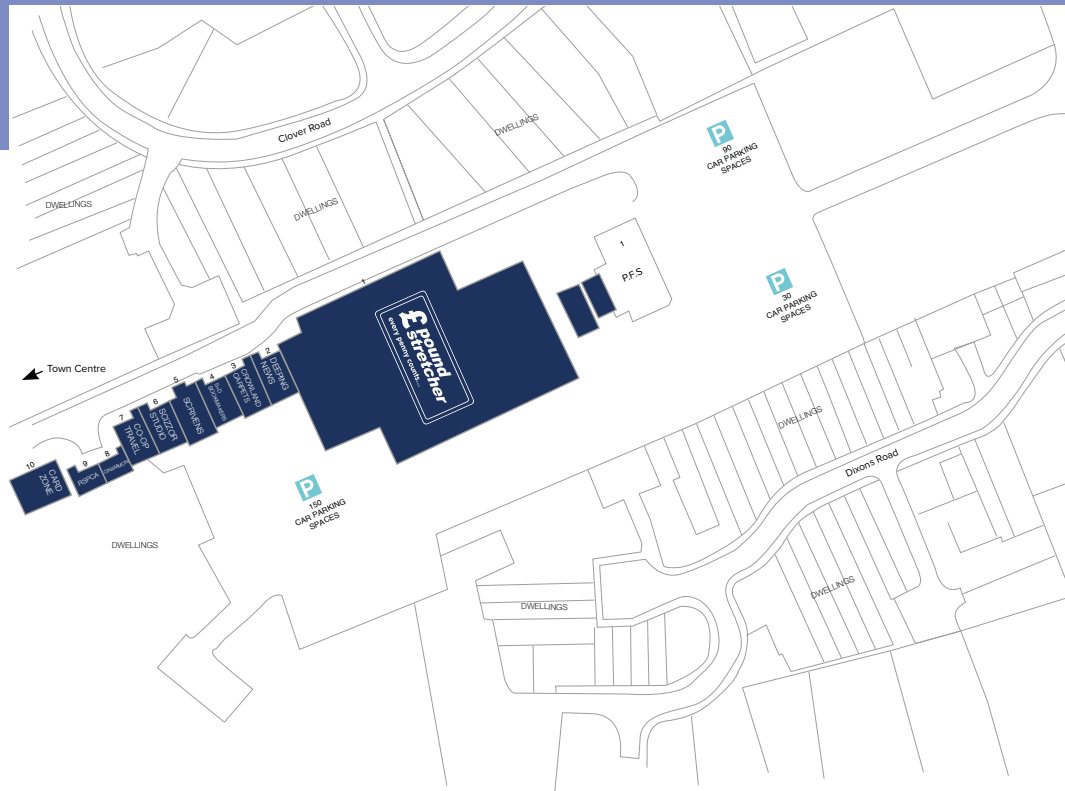 Clover Road
DWELLINGS
90
CAR PARKING
SPACES
DWELLINGS
DWELLINGS
1
P.F.S
1
30
CAR PARKING
SPACES
£ pound
stretcher
every penny counts...
Town Centre
2
DEEPING
NEWS
3
CROWLAND
CARPETS
4
BOOKMAKERS
5
SCRIVENS
6
SCIZZOR
STUDIO
7
CO-OP
TRAVEL
8
9
RSPCA
10
CARD
ZONE
DWELLINGS
Dixons Road
150
CAR PARKING
SPACES
DWELLINGS
DWELLINGS
DWELLINGS